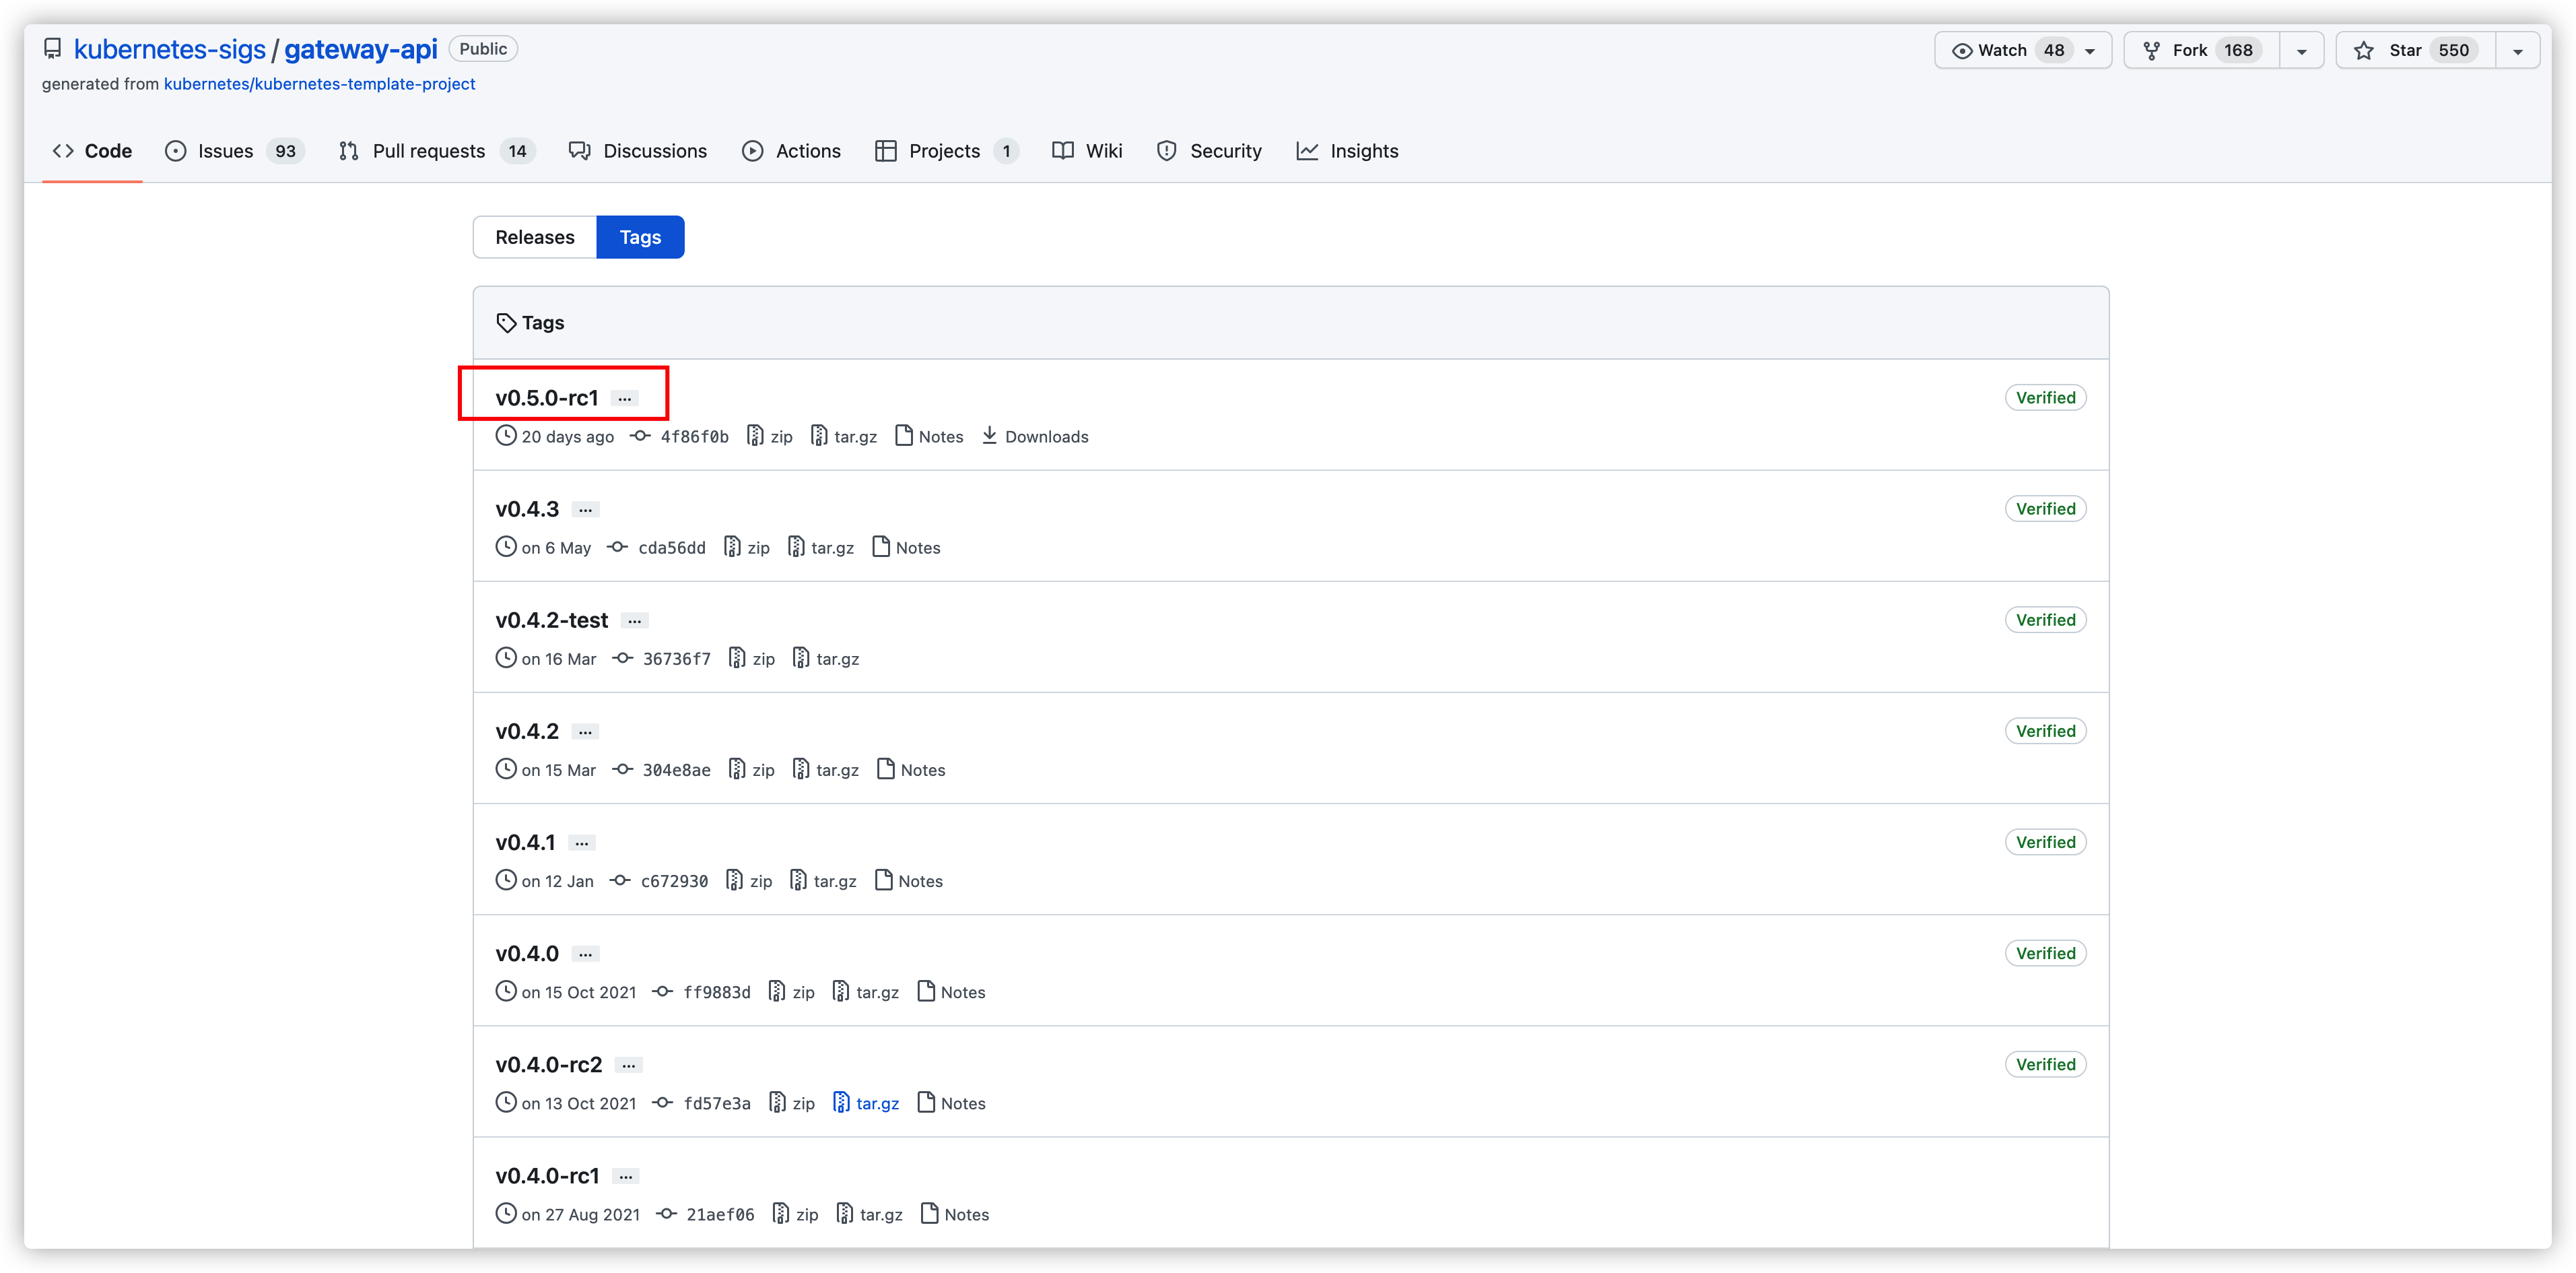 kubernetes-sigs / gateway-api Public
Watch 48 Fork 168 Star 550
generated from kubernetes/kubernetes-template-project
Code Issues 93 Pull requests 14 Discussions Actions Projects 1 Wiki Security Insights
Releases Tags
Tags
v0.5.0-rc1 ... Verified
20 days ago 4f86f0b zip tar.gz Notes Downloads
v0.4.3 ... Verified
on 6 May cda56dd zip tar.gz Notes
v0.4.2-test ... Verified
on 16 Mar 36736f7 zip tar.gz
v0.4.2 ... Verified
on 15 Mar 304e8ae zip tar.gz Notes
v0.4.1 ... Verified
on 12 Jan c672930 zip tar.gz Notes
v0.4.0 ... Verified
on 15 Oct 2021 ff9883d zip tar.gz Notes
v0.4.0-rc2 ... Verified
on 13 Oct 2021 fd57e3a zip tar.gz Notes
v0.4.0-rc1 ...
on 27 Aug 2021 21aef06 zip tar.gz Notes